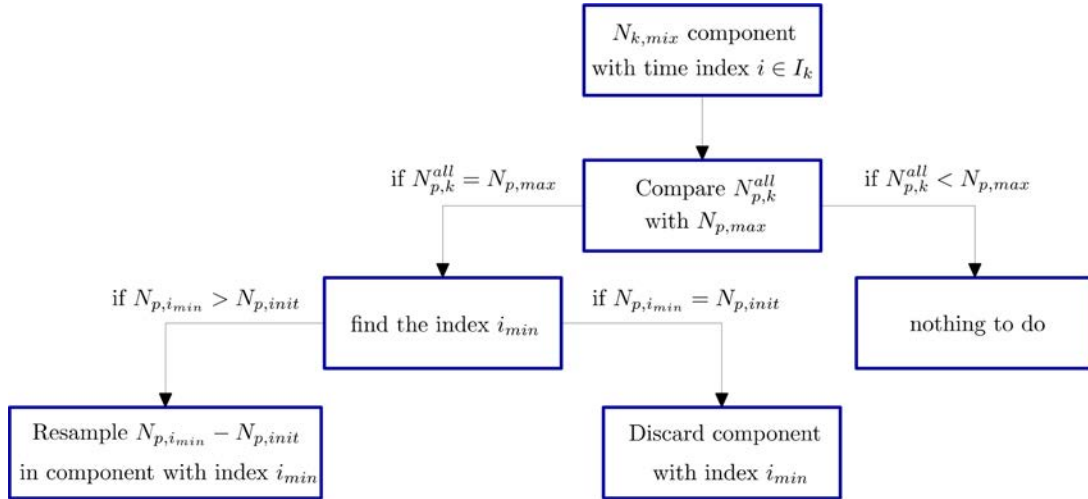 N_{k,mix} component
with time index i ∈ I_k
if N_{p,k}^{all} = N_{p,max}
Compare N_{p,k}^{all}
with N_{p,max}
if N_{p,k}^{all} < N_{p,max}
if N_{p,i_{min}} > N_{p,init}
find the index i_{min}
if N_{p,i_{min}} = N_{p,init}
nothing to do
Resample N_{p,i_{min}} − N_{p,init}
in component with index i_{min}
Discard component
with index i_{min}